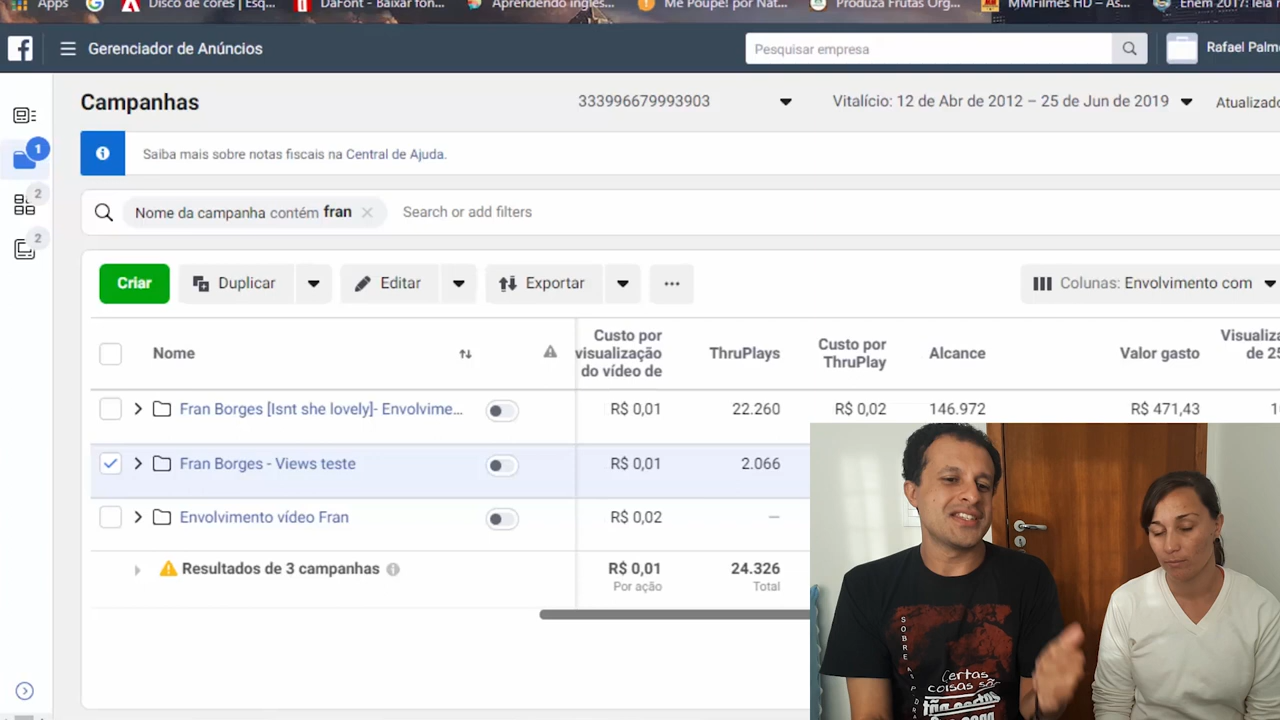 Apps
Disco de cores | Esq...
DaFont - Baixar fon...
Aprendendo inglês...
Me Poupe! por Nat...
Produza Frutas Org...
MMFilmes HD – As...
Enem 2017: leia r
Gerenciador de Anúncios
Pesquisar empresa
Rafael Palm
Campanhas
333996679993903
Vitalício: 12 de Abr de 2012 – 25 de Jun de 2019
Atualizado
1
Saiba mais sobre notas fiscais na Central de Ajuda.
2
Nome da campanha contém fran
Search or add filters
2
Criar
Duplicar
Editar
Exportar
...
Colunas: Envolvimento com
Nome
Custo por visualização do vídeo de
ThruPlays
Custo por ThruPlay
Alcance
Valor gasto
Visualiza de 25
Fran Borges [Isnt she lovely]- Envolvime...
R$ 0,01
22.260
R$ 0,02
146.972
R$ 471,43
Fran Borges - Views teste
R$ 0,01
2.066
Envolvimento vídeo Fran
R$ 0,02
—
Resultados de 3 campanhas
R$ 0,01
Por ação
24.326
Total
SOBRE
Certas
coisas são